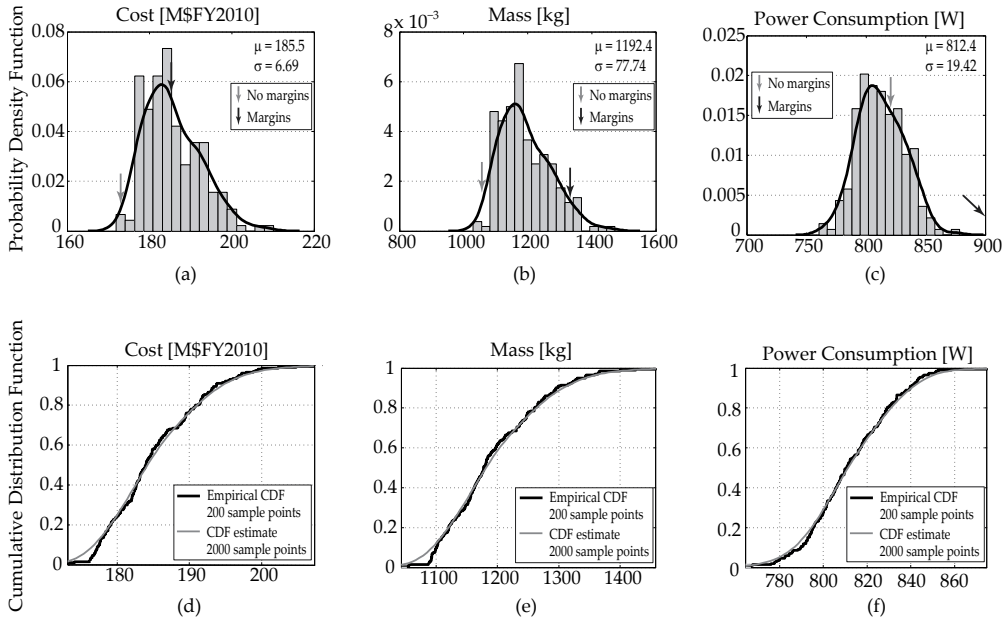 Cost [M$FY2010]
Probability Density Function
0.08
0.06
0.04
0.02
0
160
180
200
220
μ = 185.5
σ = 6.69
No margins
Margins
(a)
Mass [kg]
8 × 10⁻³
6
4
2
0
800
1000
1200
1400
1600
μ = 1192.4
σ = 77.74
No margins
Margins
(b)
Power Consumption [W]
0.025
0.02
0.015
0.01
0.005
0
700
750
800
850
900
μ = 812.4
σ = 19.42
No margins
Margins
(c)
Cost [M$FY2010]
Cumulative Distribution Function
1
0.8
0.6
0.4
0.2
0
180
190
200
Empirical CDF
200 sample points
CDF estimate
2000 sample points
(d)
Mass [kg]
1
0.8
0.6
0.4
0.2
0
1100
1200
1300
1400
Empirical CDF
200 sample points
CDF estimate
2000 sample points
(e)
Power Consumption [W]
1
0.8
0.6
0.4
0.2
0
760
780
800
820
840
860
Empirical CDF
200 sample points
CDF estimate
2000 sample points
(f)